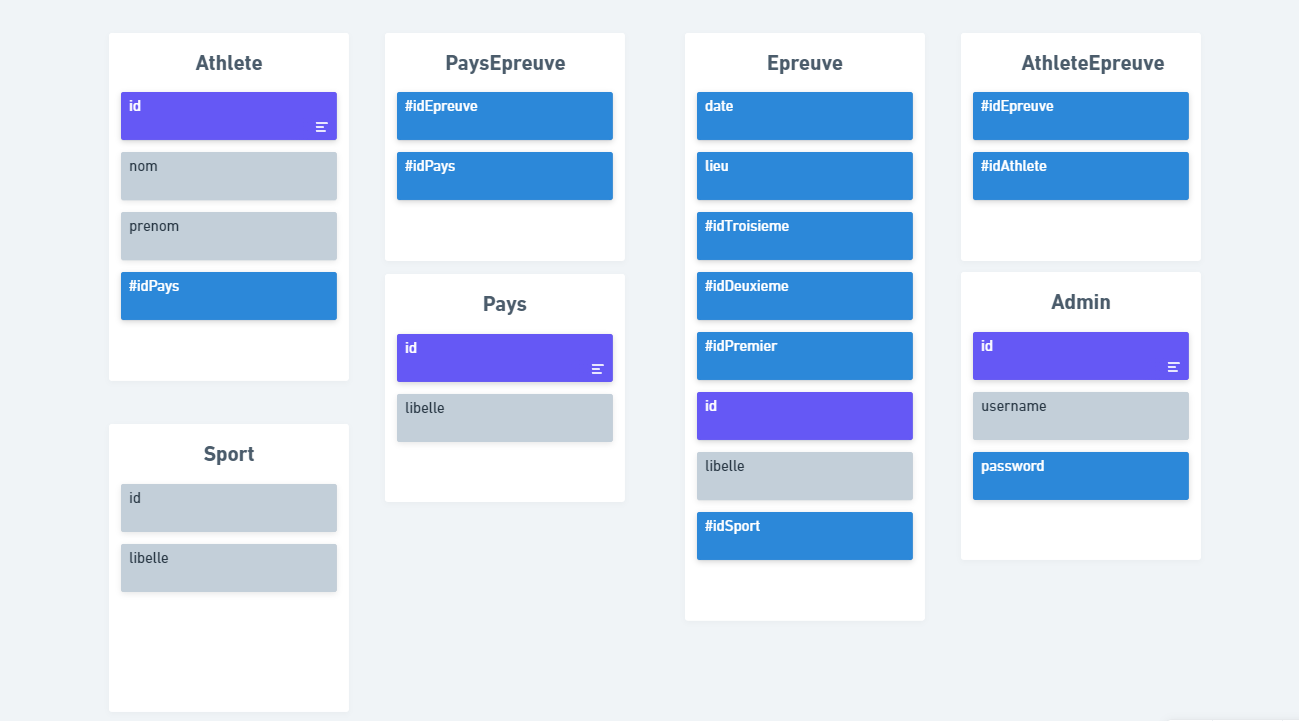 Athlete
id
nom
prenom
#idPays
Sport
id
libelle
PaysEpreuve
#idEpreuve
#idPays
Pays
id
libelle
Epreuve
date
lieu
#idTroisieme
#idDeuxieme
#idPremier
id
libelle
#idSport
AthleteEpreuve
#idEpreuve
#idAthlete
Admin
id
username
password